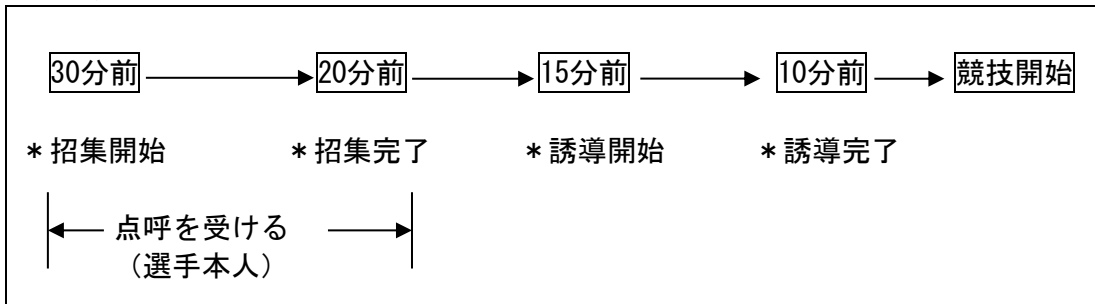 30分前 20分前 15分前 10分前 競技開始
*招集開始 *招集完了 *誘導開始 *誘導完了
点呼を受ける
(選手本人)